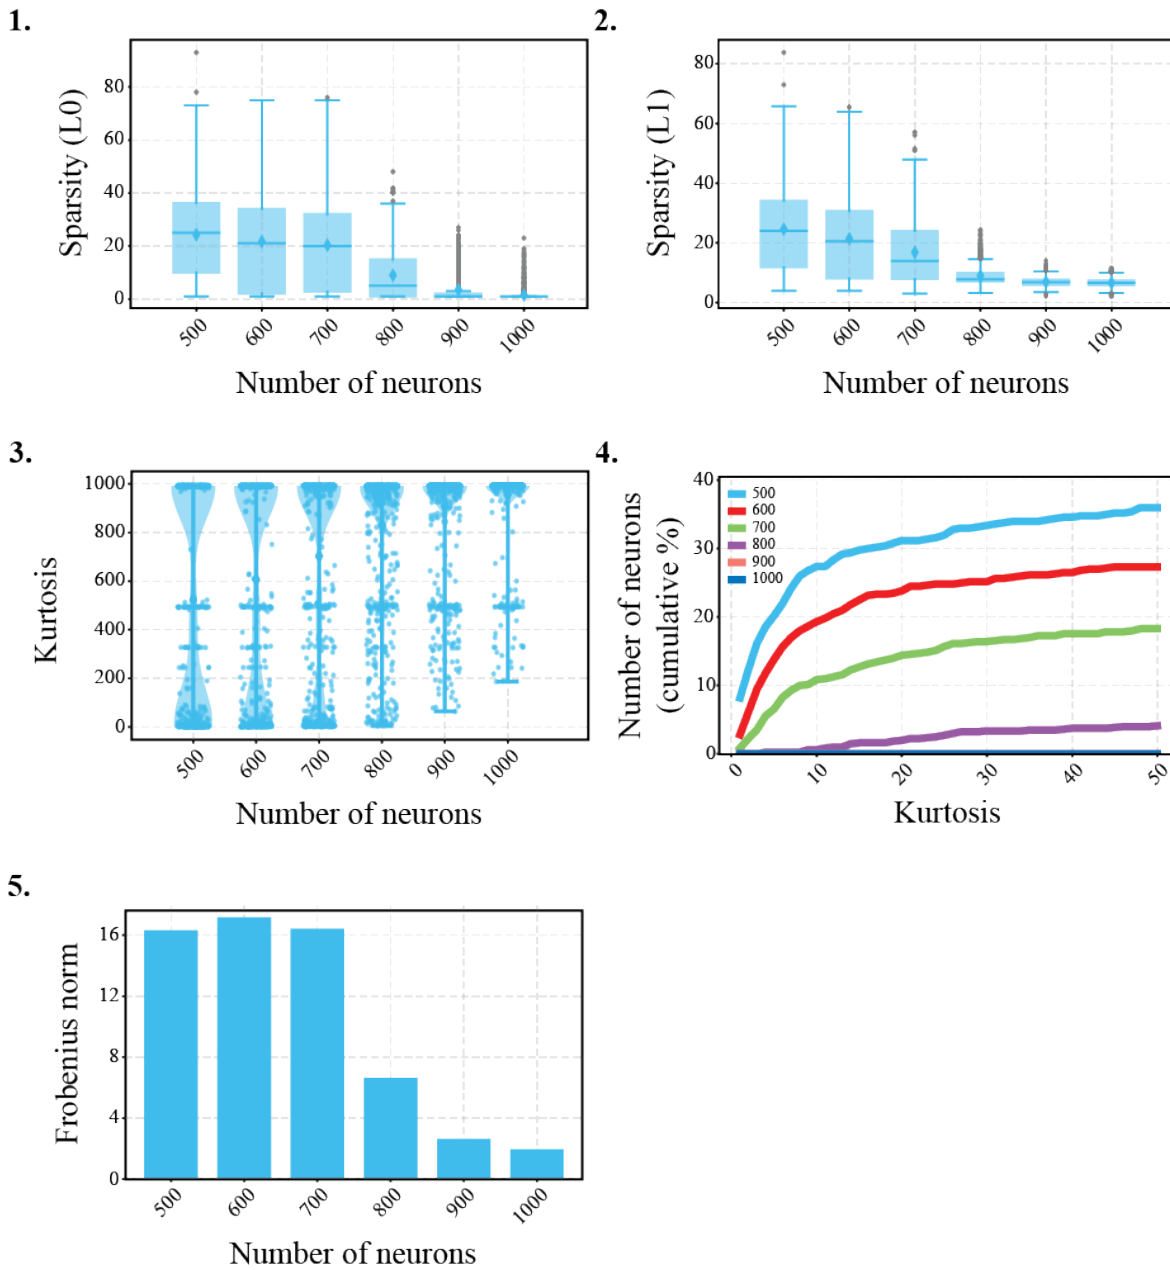 1.
Sparsity (L0)
80
60
40
20
0
500 600 700 800 900 1000
Number of neurons
2.
Sparsity (L1)
80
60
40
20
0
500 600 700 800 900 1000
Number of neurons
3.
Kurtosis
1000
800
600
400
200
0
500 600 700 800 900 1000
Number of neurons
4.
Number of neurons
(cumulative %)
40
30
20
10
0
500
600
700
800
900
1000
0 10 20 30 40 50
Kurtosis
5.
Frobenius norm
16
12
8
4
0
500 600 700 800 900 1000
Number of neurons